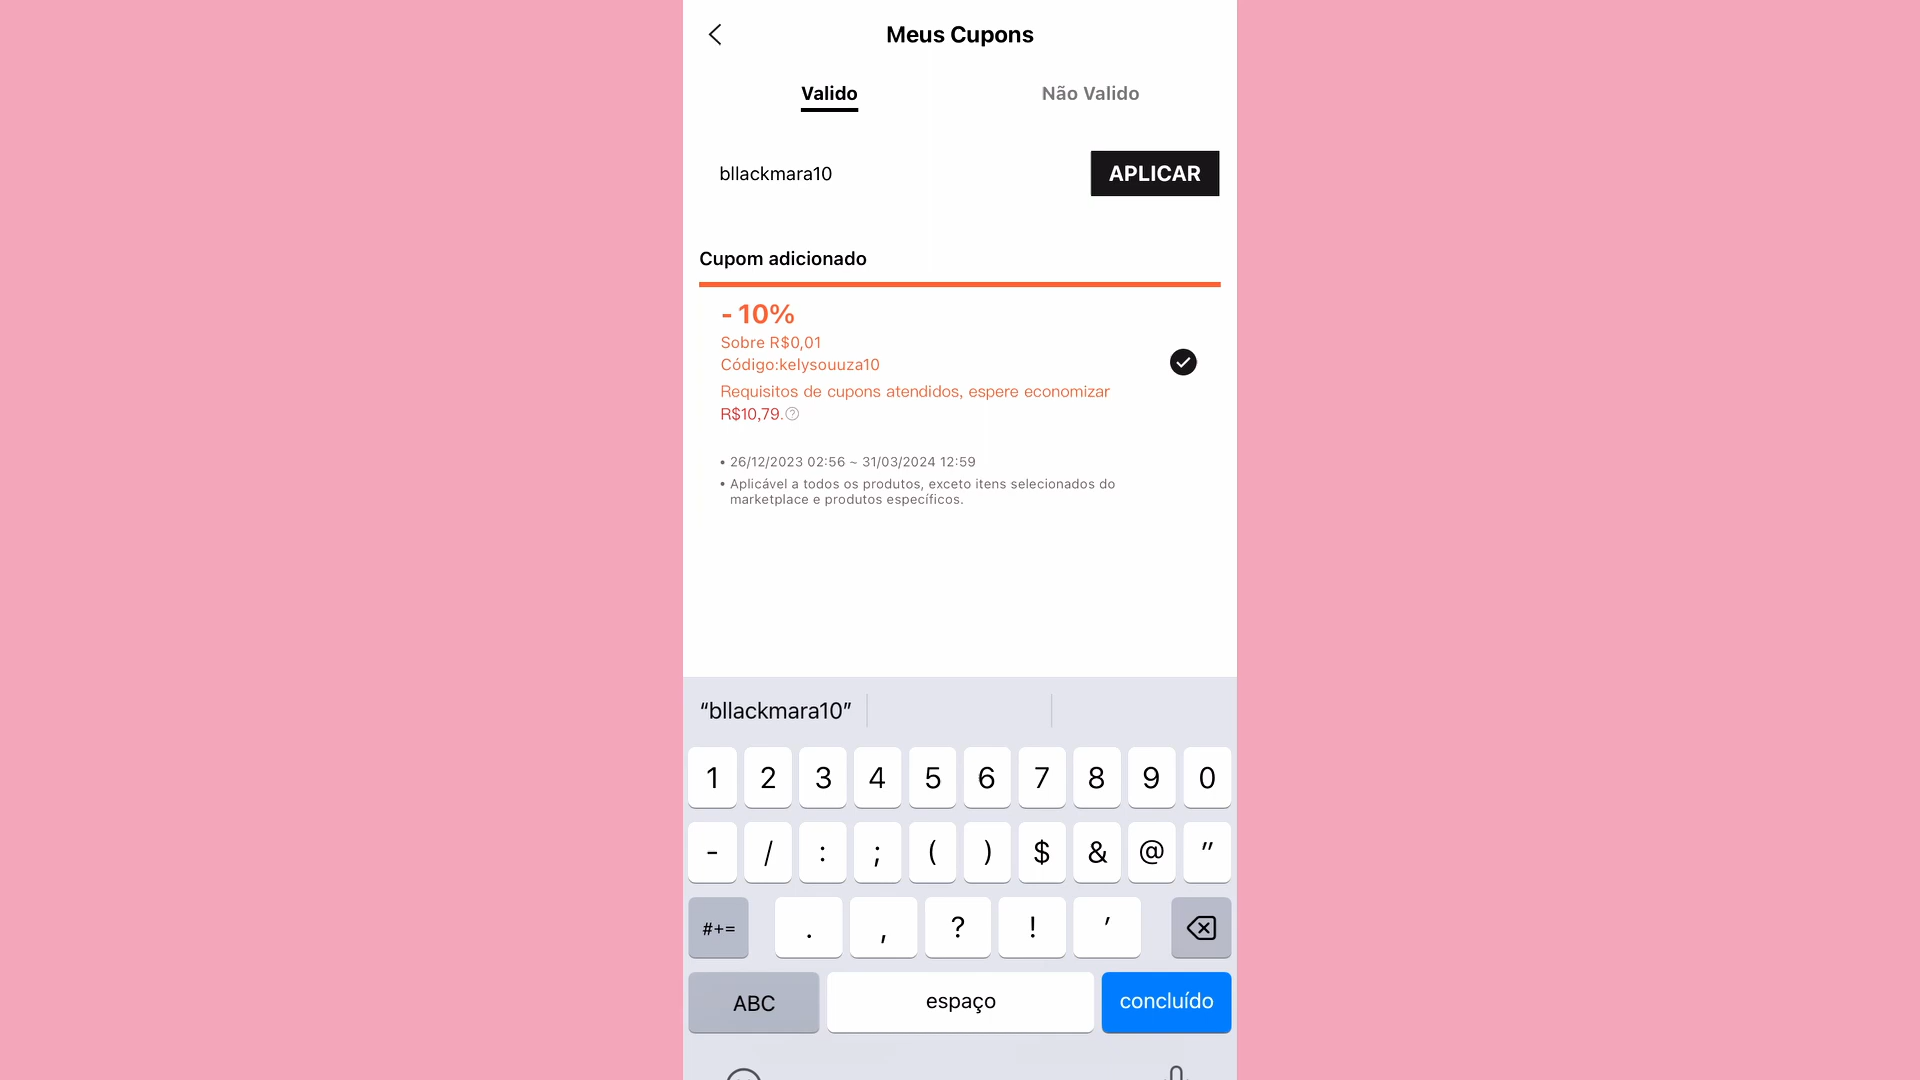 Meus Cupons
Valido
Não Valido
bllackmara10
APLICAR
Cupom adicionado
- 10%
Sobre R$0,01
Código:kelysouuza10
Requisitos de cupons atendidos, espere economizar
R$10,79.
• 26/12/2023 02:56 ~ 31/03/2024 12:59
• Aplicável a todos os produtos, exceto itens selecionados do
marketplace e produtos específicos.
“bllackmara10”
1 2 3 4 5 6 7 8 9 0
- / : ; ( ) $ & @ "
#+= . , ? ! '
ABC espaço concluído